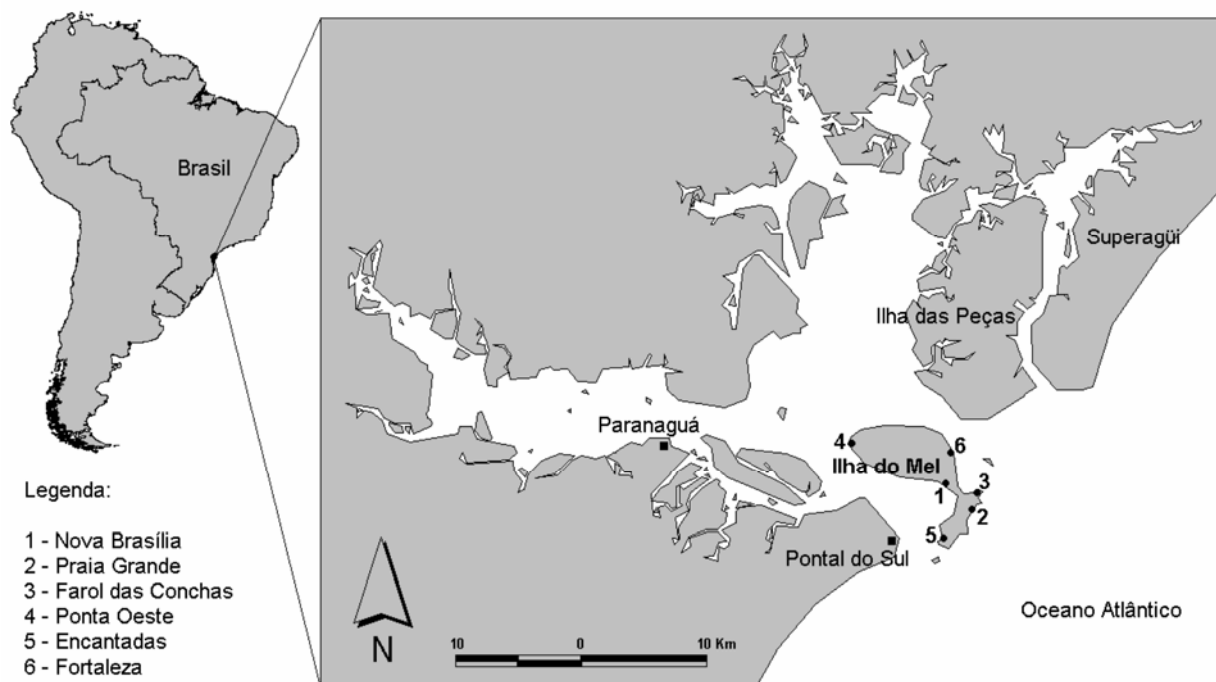 Brasil
Superagüi
Ilha das Peças
Paranaguá
4
6
Ilha do Mel
1
3
2
5
Pontal do Sul
Oceano Atlântico
N
10 0 10 Km
Legenda:
1 - Nova Brasília
2 - Praia Grande
3 - Farol das Conchas
4 - Ponta Oeste
5 - Encantadas
6 - Fortaleza